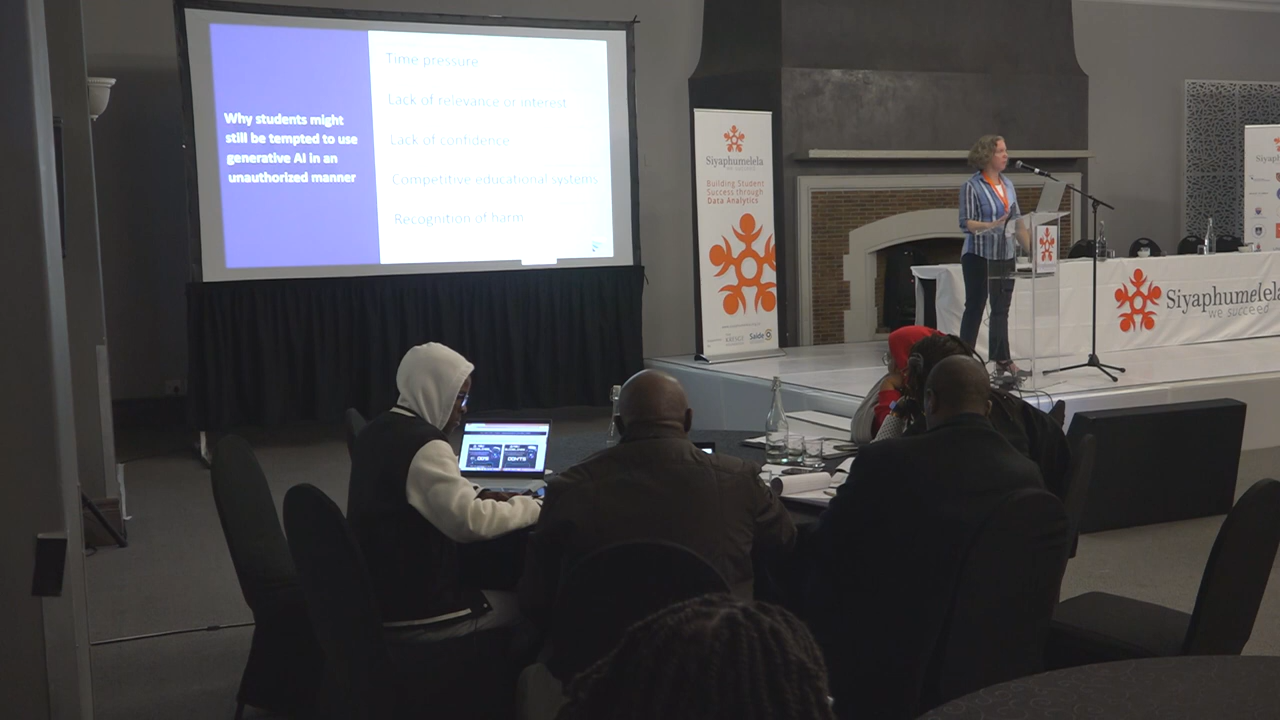 Why students might
still be tempted to use
generative AI in an
unauthorized manner
Time pressure
Lack of relevance or interest
Lack of confidence
Competitive educational systems
Recognition of harm
Siyaphumelela
we succeed
Building Student
Success through
Data Analytics
Saide
Siyaphumelela
we succeed